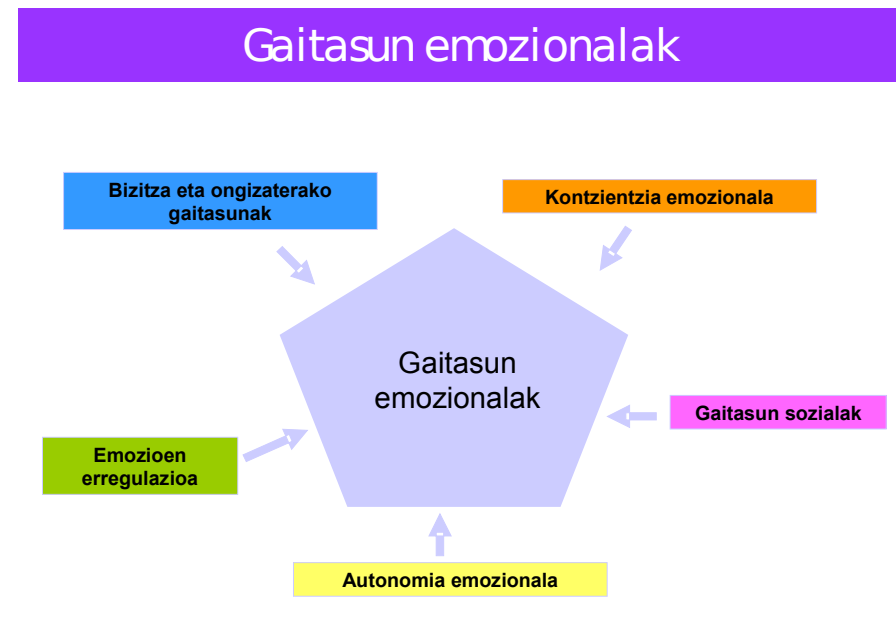 Gaitasun emozionalak
Bizitza eta ongizaterako
gaitasunak
Kontzientzia emozionala
Gaitasun
emozionalak
Gaitasun sozialak
Emozioen
erregulazioa
Autonomia emozionala